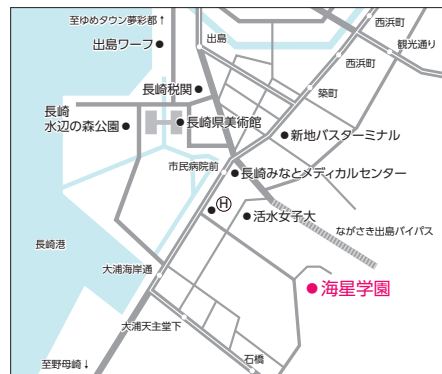 至ゆめタウン夢彩都↑
西浜町
出島ワーフ
出島
観光通り
西浜町
長崎税関
築町
長崎
水辺の森公園
長崎県美術館
新地バスターミナル
市民病院前
長崎みなとメディカルセンター
H
活水女子大
ながさき出島バイパス
長崎港
大浦海岸通
海星学園
大浦天主堂下
石橋
至野母崎↓